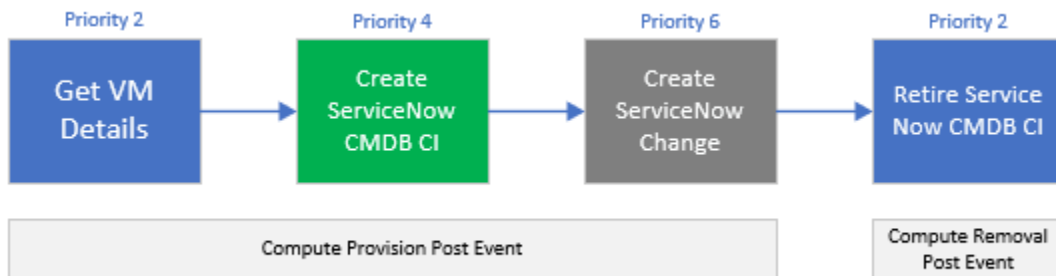 Priority 2
Priority 4
Priority 6
Priority 2
Get VM
Details
Create
ServiceNow
CMDB CI
Create
ServiceNow
Change
Retire Service
Now CMDB CI
Compute Provision Post Event
Compute Removal
Post Event